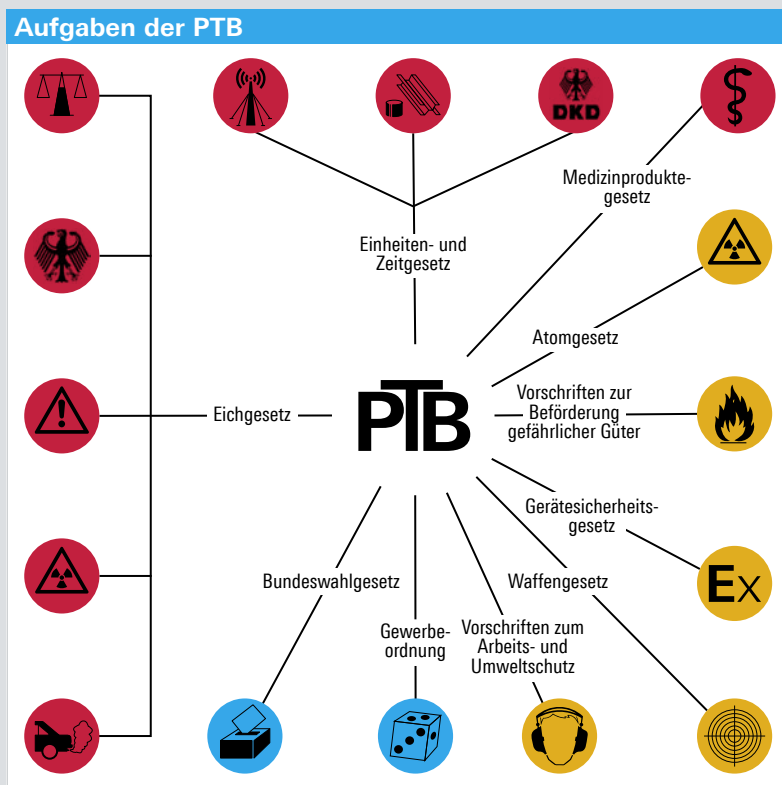 Aufgaben der PTB
DKD
Medizinprodukte-
gesetz
Einheiten- und
Zeitgesetz
Atomgesetz
Vorschriften zur
Beförderung
gefährlicher Güter
Eichgesetz
PTB
Gerätesicherheits-
gesetz
Ex
Bundeswahlgesetz
Waffengesetz
Gewerbe-
ordnung
Vorschriften zum
Arbeits- und
Umweltschutz